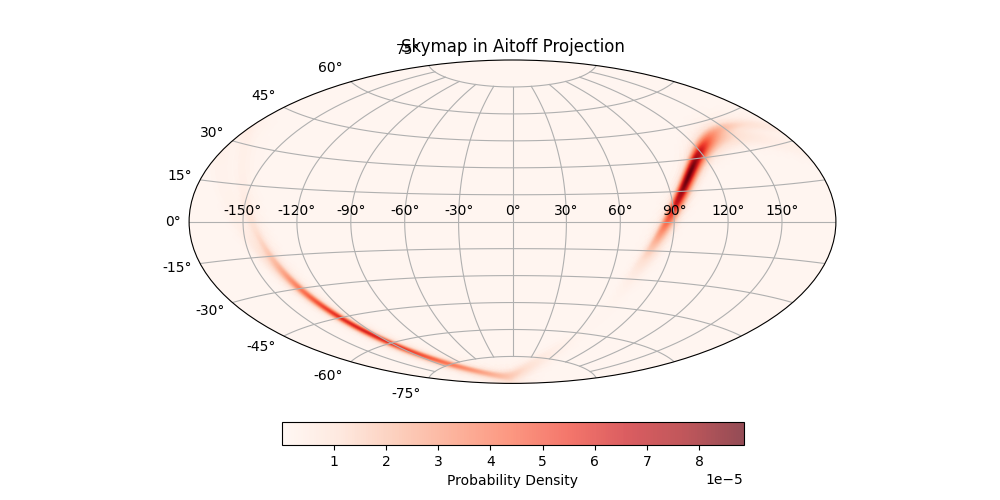 Skymap in Aitoff Projection
75°
60°
45°
30°
15°
-150° -120° -90° -60° -30° 0° 30° 60° 90° 120° 150°
0°
-15°
-30°
-45°
-60°
-75°
1 2 3 4 5 6 7 8
1e−5
Probability Density